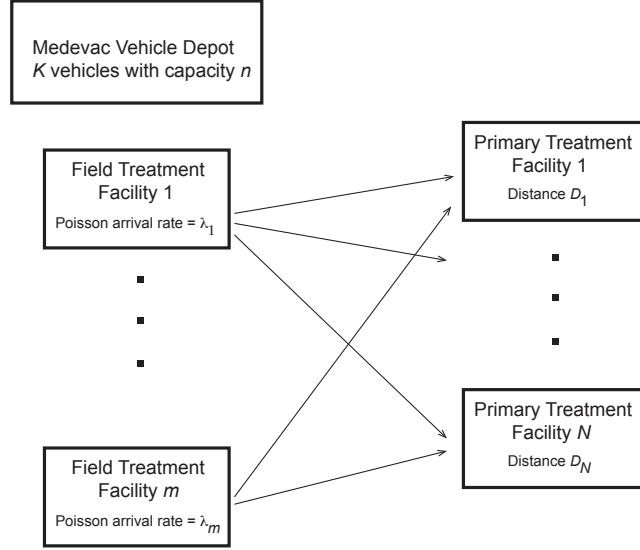 Medevac Vehicle Depot
K vehicles with capacity n
Field Treatment
Facility 1
Poisson arrival rate = λ1
Primary Treatment
Facility 1
Distance D1
Field Treatment
Facility m
Poisson arrival rate = λm
Primary Treatment
Facility N
Distance DN